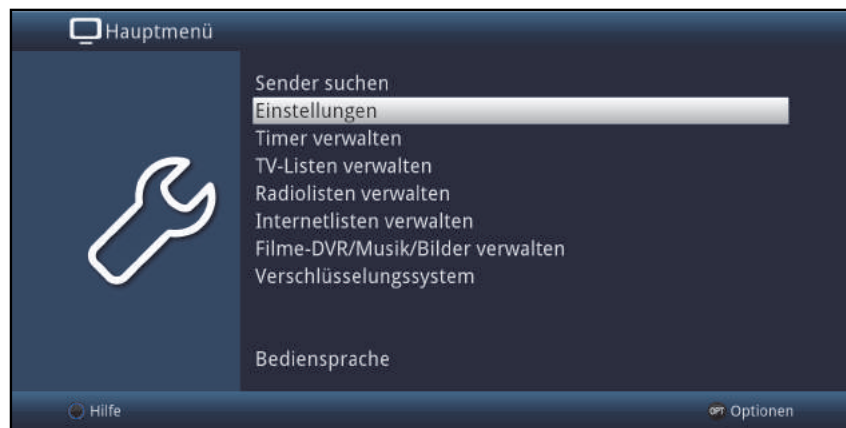 Hauptmenü
Sender suchen
Einstellungen
Timer verwalten
TV-Listen verwalten
Radiolisten verwalten
Internetlisten verwalten
Filme-DVR/Musik/Bilder verwalten
Verschlüsselungssystem
Bediensprache
Hilfe
OPT Optionen